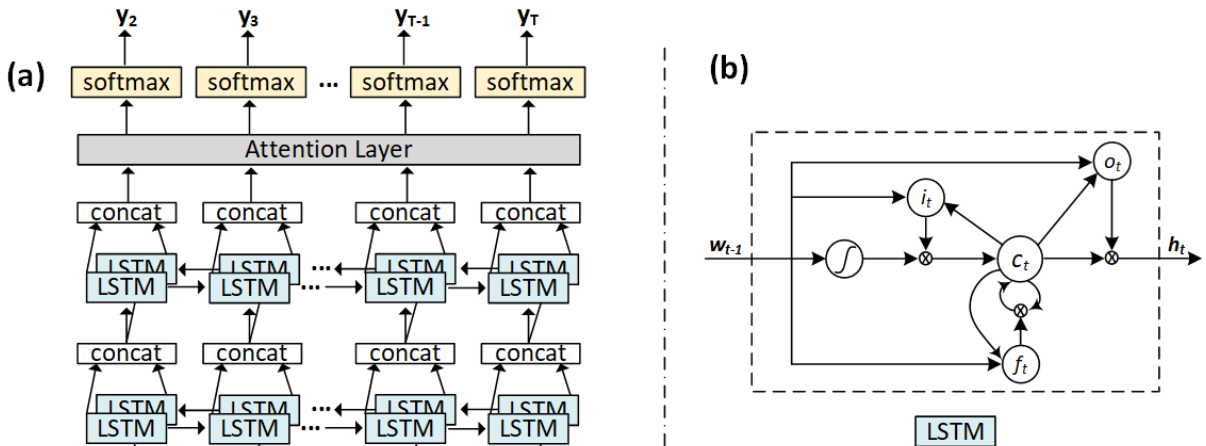 (a)
y2 y3 yT-1 yT
softmax softmax ... softmax softmax
Attention Layer
concat concat concat concat
LSTM LSTM ... LSTM LSTM
LSTM LSTM ... LSTM LSTM
concat concat concat concat
LSTM LSTM ... LSTM LSTM
LSTM LSTM ... LSTM LSTM
(b)
ot
it
wt-1 ct ht
ft
LSTM